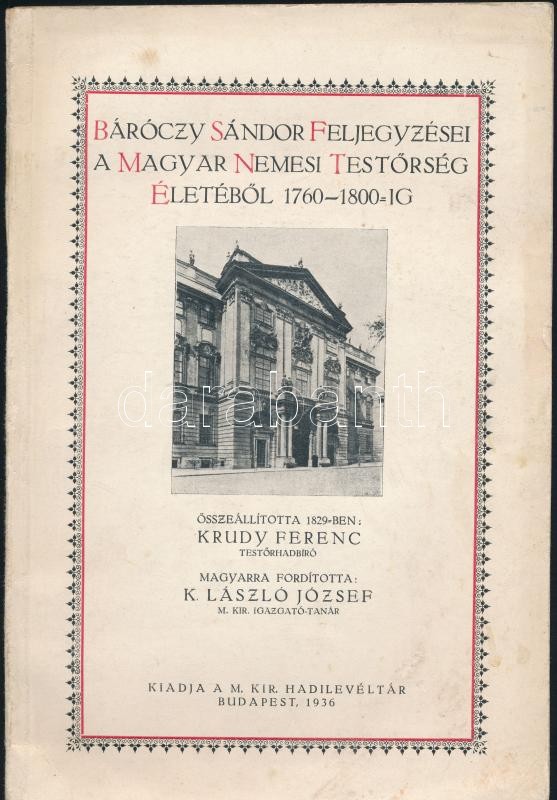 BÁRÓCZY SÁNDOR FELJEGYZÉSEI
A MAGYAR NEMESI TESTŐRSÉG
ÉLETÉBŐL 1760–1800=IG
darabanth
ÖSSZEÁLLÍTOTTA 1829=BEN:
KRUDY FERENC
TESTŐRHADBÍRÓ
MAGYARRA FORDÍTOTTA:
K. LÁSZLÓ JÓZSEF
M. KIR. IGAZGATÓ-TANÁR
KIADJA A M. KIR. HADILEVÉLTÁR
BUDAPEST, 1936